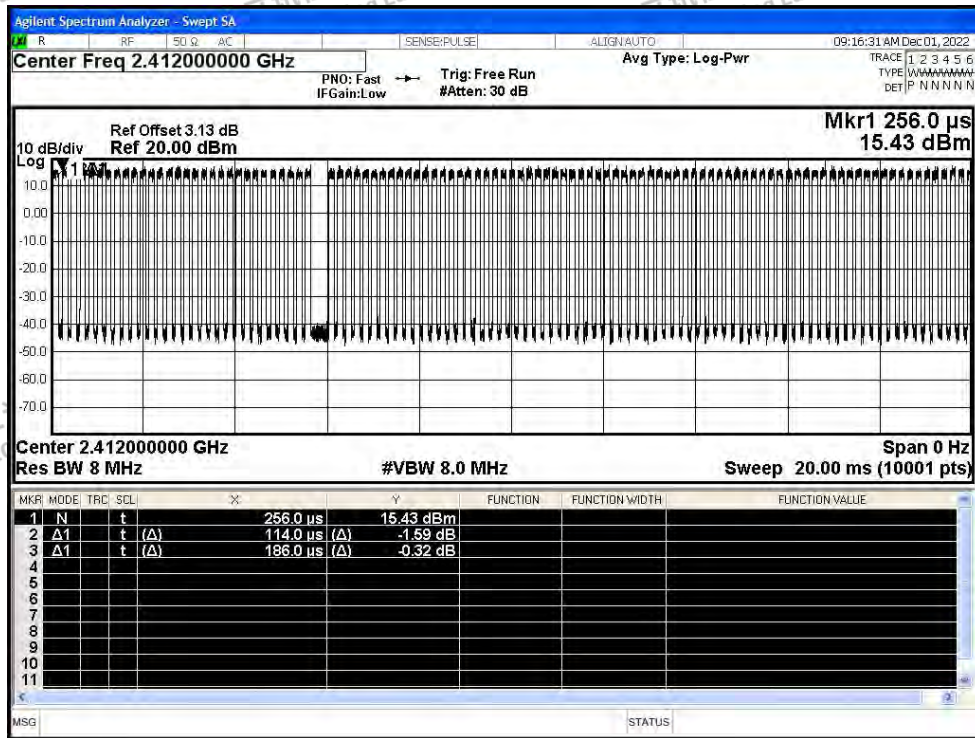 Agilent Spectrum Analyzer - Swept SA
R RF 50 Ω AC SENSE:PULSE ALIGNAUTO 09:16:31 AM Dec 01, 2022
Center Freq 2.412000000 GHz
PNO: Fast
IFGain:Low
Trig: Free Run
#Atten: 30 dB
Avg Type: Log-Pwr
TRACE 1 2 3 4 5 6
TYPE
DET P N N N N N
Ref Offset 3.13 dB
10 dB/div Ref 20.00 dBm
Log
Mkr1 256.0 µs
15.43 dBm
10.0
0.00
-10.0
-20.0
-30.0
-40.0
-50.0
-60.0
-70.0
Center 2.412000000 GHz Span 0 Hz
Res BW 8 MHz #VBW 8.0 MHz Sweep 20.00 ms (10001 pts)
MKR MODE TRC SCL X Y FUNCTION FUNCTION WIDTH FUNCTION VALUE
1 N t 256.0 µs 15.43 dBm
2 Δ1 t (Δ) 114.0 µs (Δ) -1.59 dB
3 Δ1 t (Δ) 186.0 µs (Δ) -0.32 dB
4
5
6
7
8
9
10
11
MSG STATUS